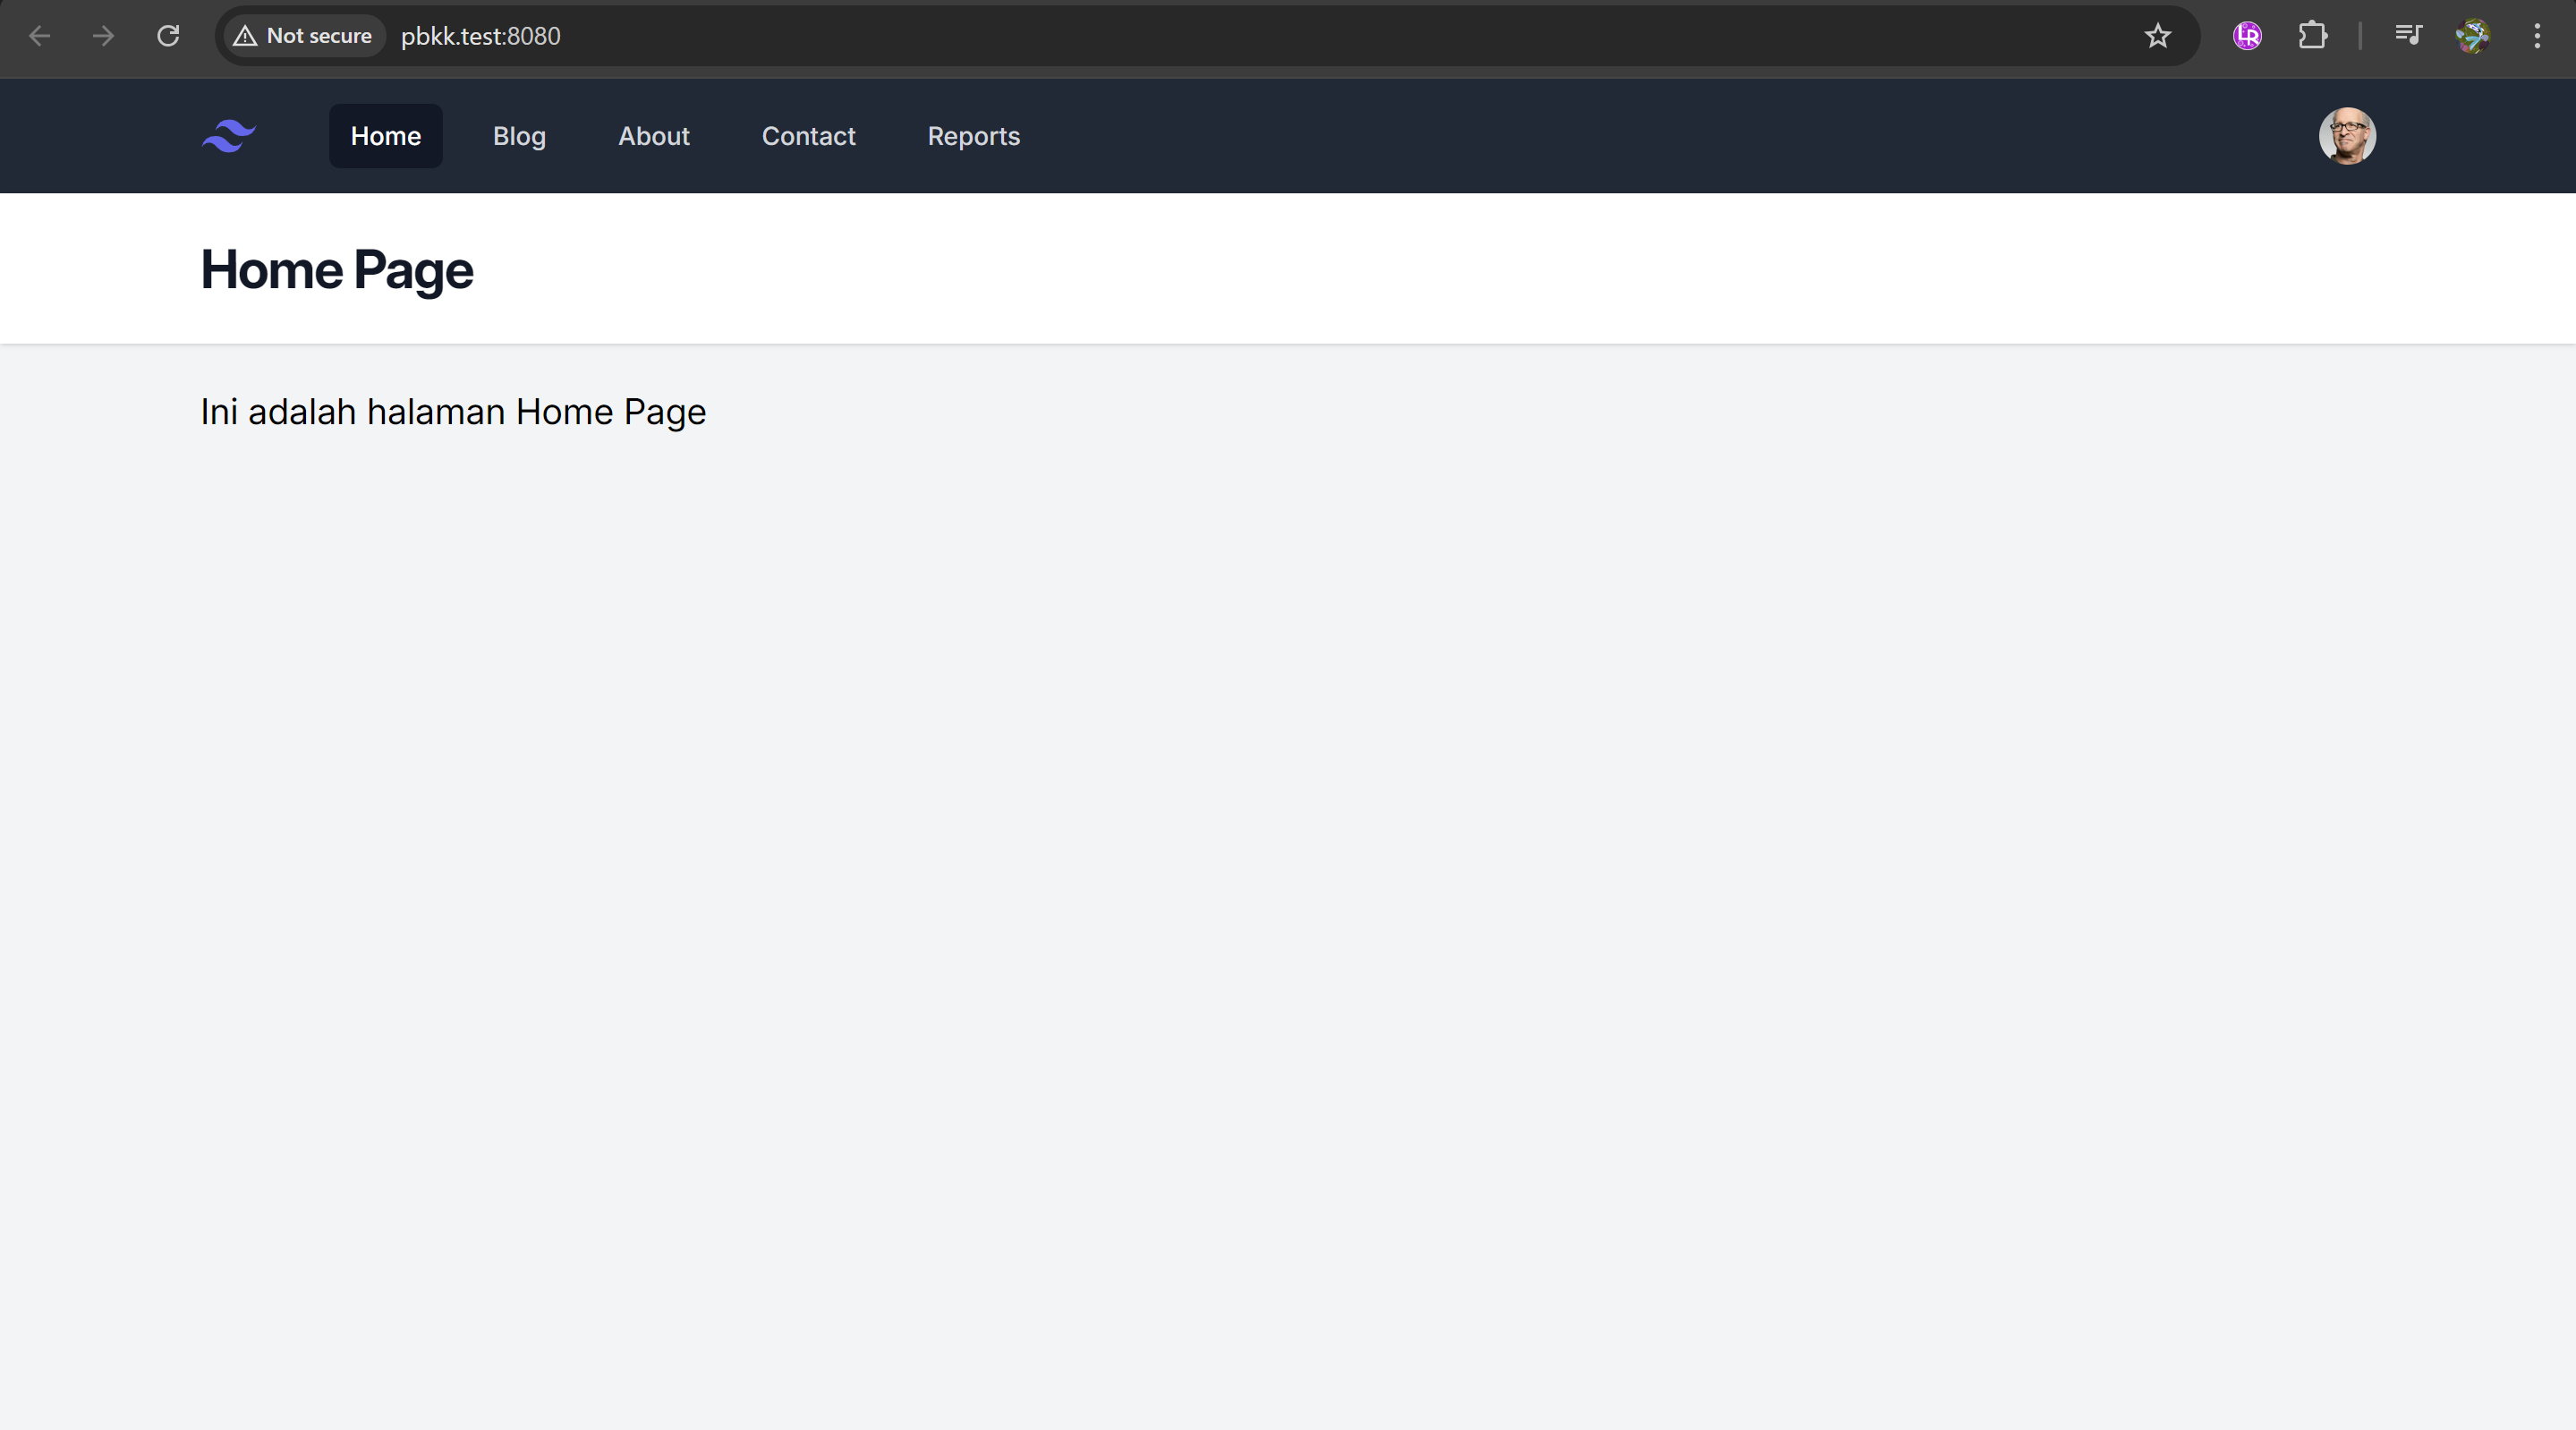 Not secure pbkk.test:8080
Home Blog About Contact Reports
Home Page
Ini adalah halaman Home Page